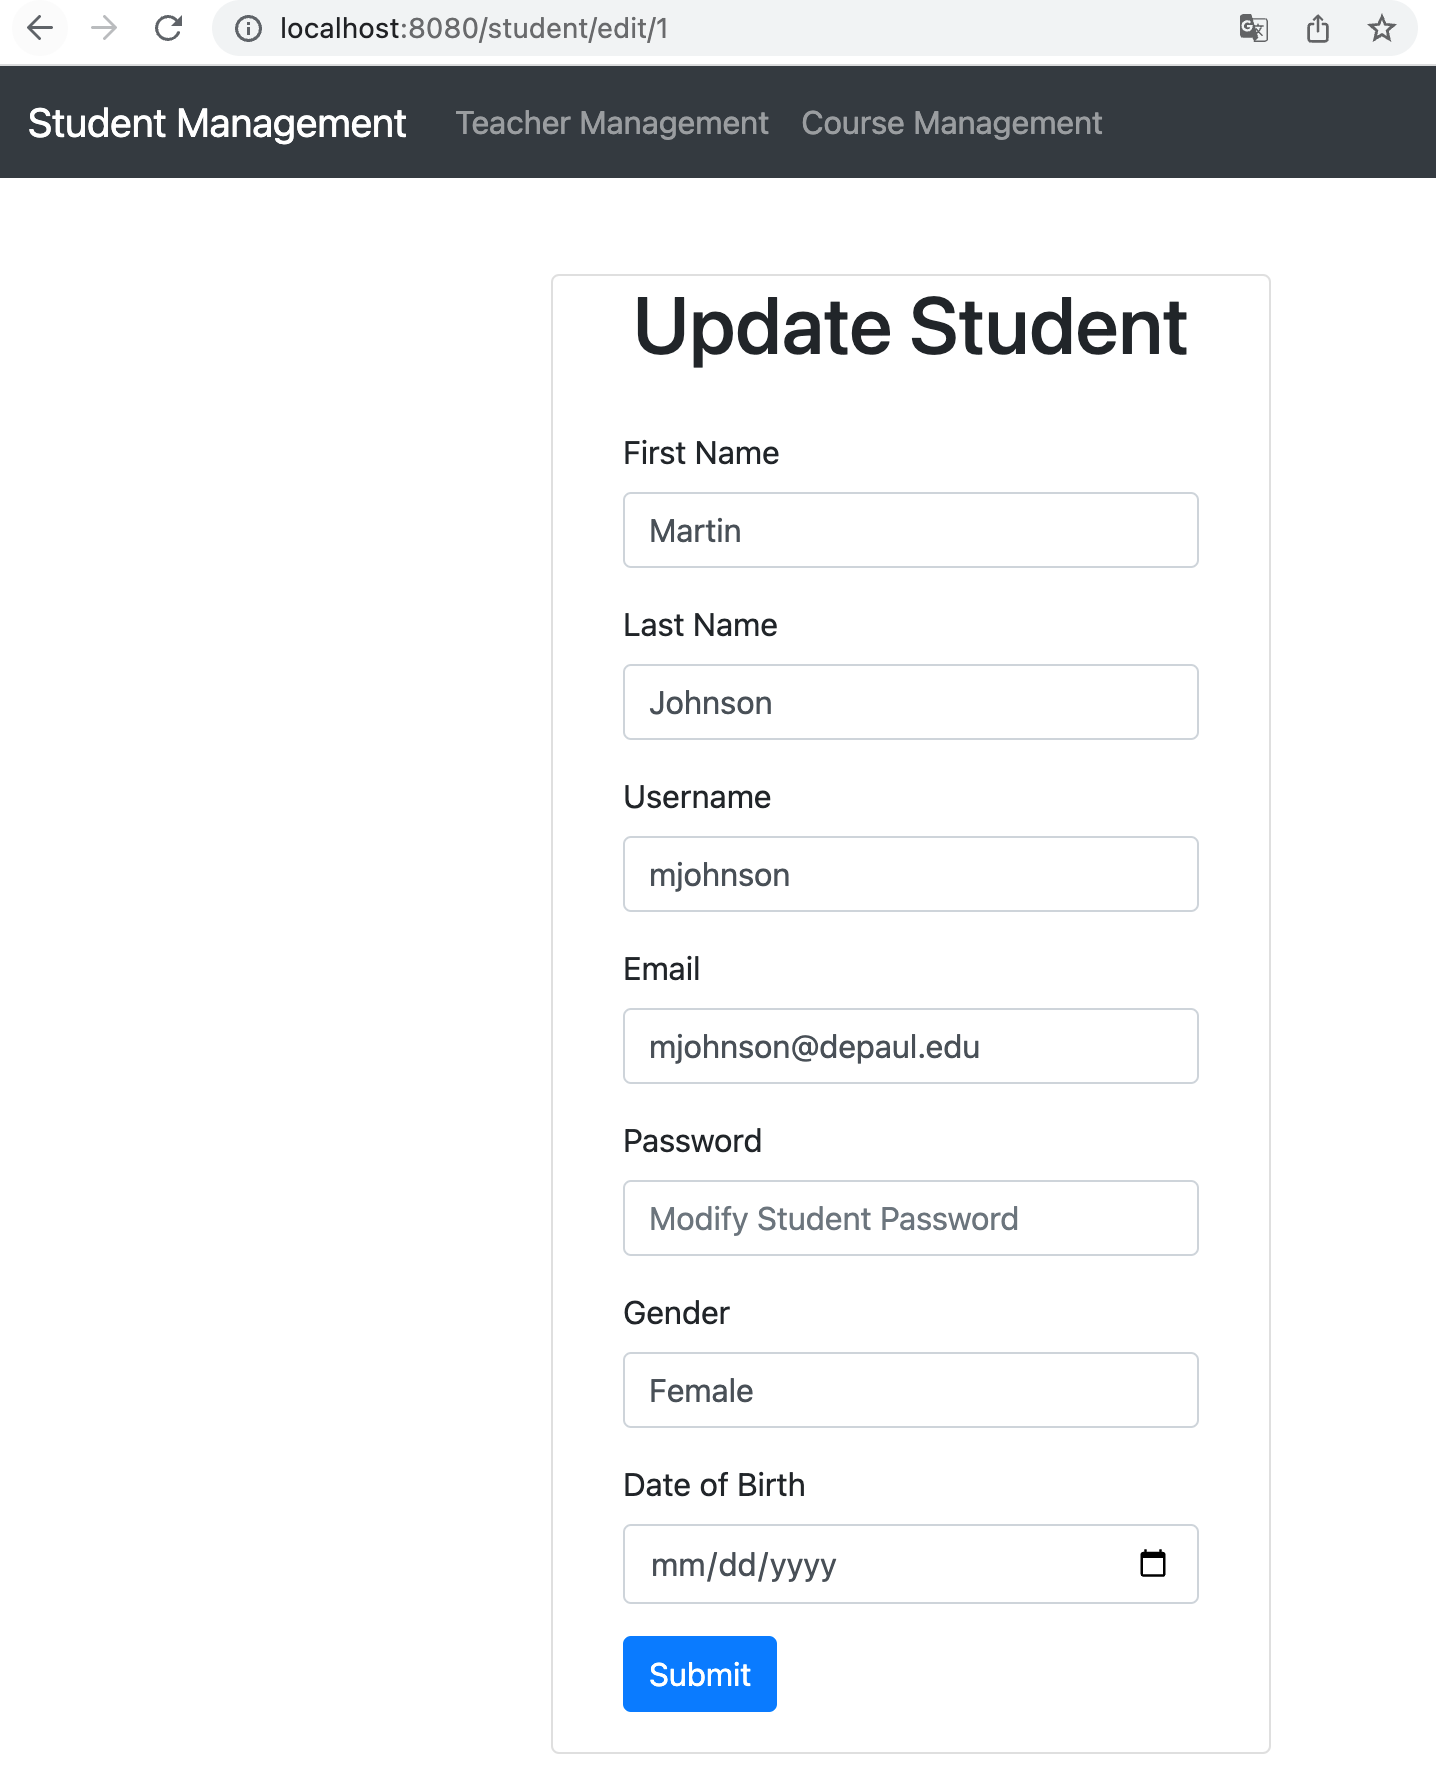 localhost:8080/student/edit/1
Student Management Teacher Management Course Management
Update Student
First Name
Martin
Last Name
Johnson
Username
mjohnson
Email
mjohnson@depaul.edu
Password
Modify Student Password
Gender
Female
Date of Birth
mm/dd/yyyy
Submit